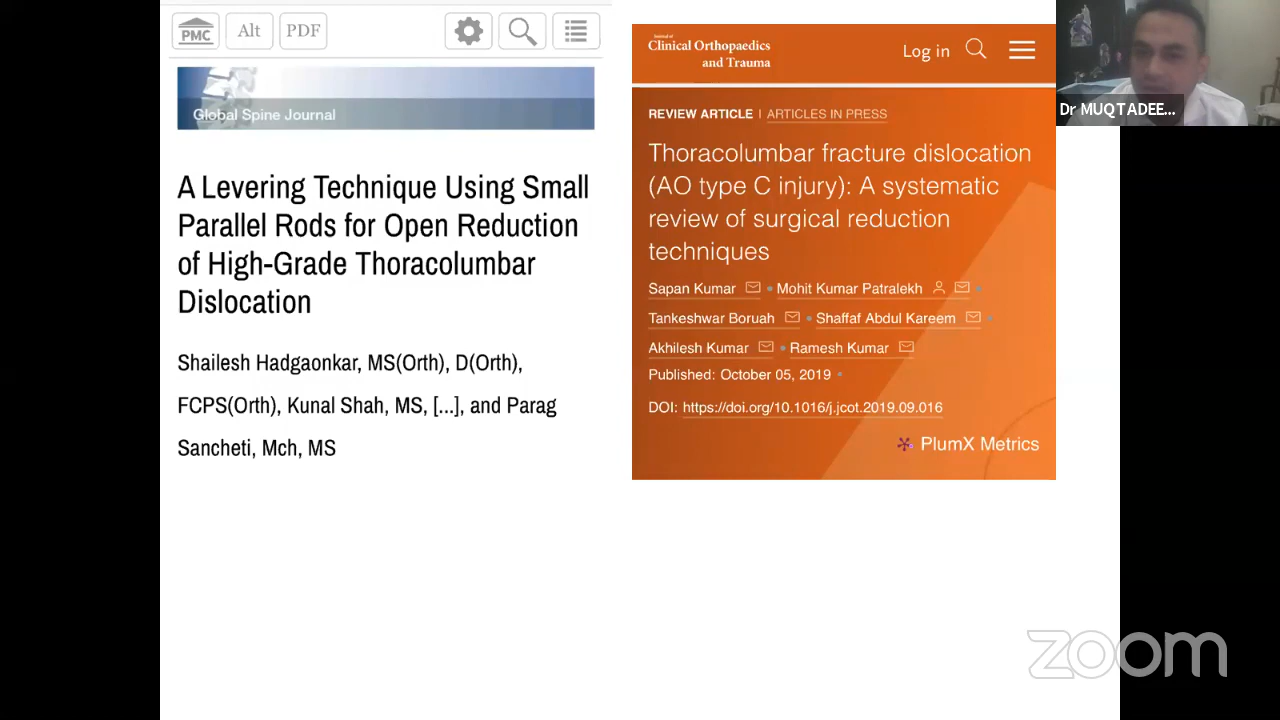 PMC
Alt
PDF
Global Spine Journal
A Levering Technique Using Small
Parallel Rods for Open Reduction
of High-Grade Thoracolumbar
Dislocation
Shailesh Hadgaonkar, MS(Orth), D(Orth),
FCPS(Orth), Kunal Shah, MS, [...], and Parag
Sancheti, Mch, MS
Journal of
Clinical Orthopaedics
and Trauma
Log in
REVIEW ARTICLE | ARTICLES IN PRESS
Thoracolumbar fracture dislocation
(AO type C injury): A systematic
review of surgical reduction
techniques
Sapan Kumar • Mohit Kumar Patralekh •
Tankeshwar Boruah • Shaffaf Abdul Kareem •
Akhilesh Kumar • Ramesh Kumar
Published: October 05, 2019 •
DOI: https://doi.org/10.1016/j.jcot.2019.09.016
PlumX Metrics
Dr MUQTADEE...
zoom